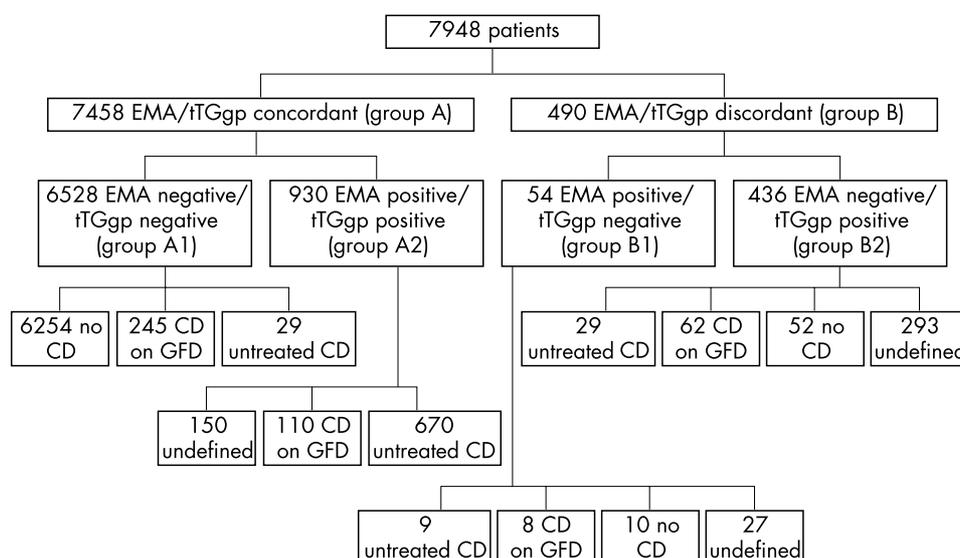 7948 patients
7458 EMA/tTGgp concordant (group A)
490 EMA/tTGgp discordant (group B)
6528 EMA negative/
tTGgp negative
(group A1)
930 EMA positive/
tTGgp positive
(group A2)
54 EMA positive/
tTGgp negative
(group B1)
436 EMA negative/
tTGgp positive
(group B2)
6254 no
CD
245 CD
on GFD
29
untreated CD
29
untreated CD
62 CD
on GFD
52 no
CD
293
undefined
150
undefined
110 CD
on GFD
670
untreated CD
9
untreated CD
8 CD
on GFD
10 no
CD
27
undefined